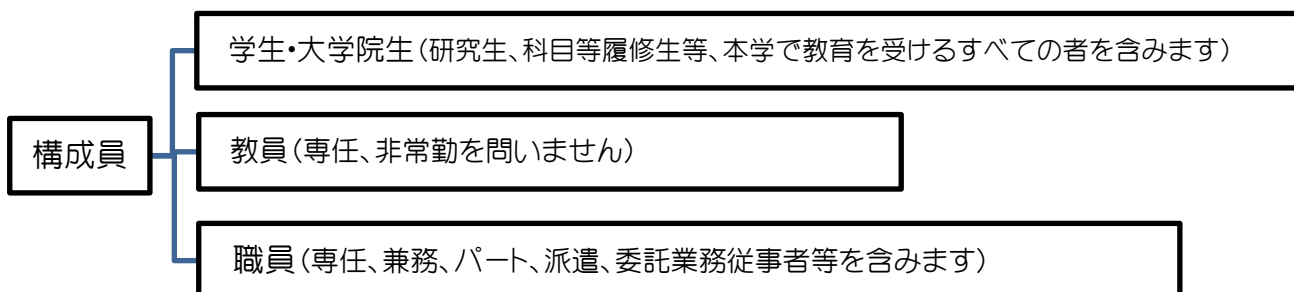 学生・大学院生(研究生、科目等履修生等、本学で教育を受けるすべての者を含みます)
構成員
教員(専任、非常勤を問いません)
職員(専任、兼務、パート、派遣、委託業務従事者等を含みます)